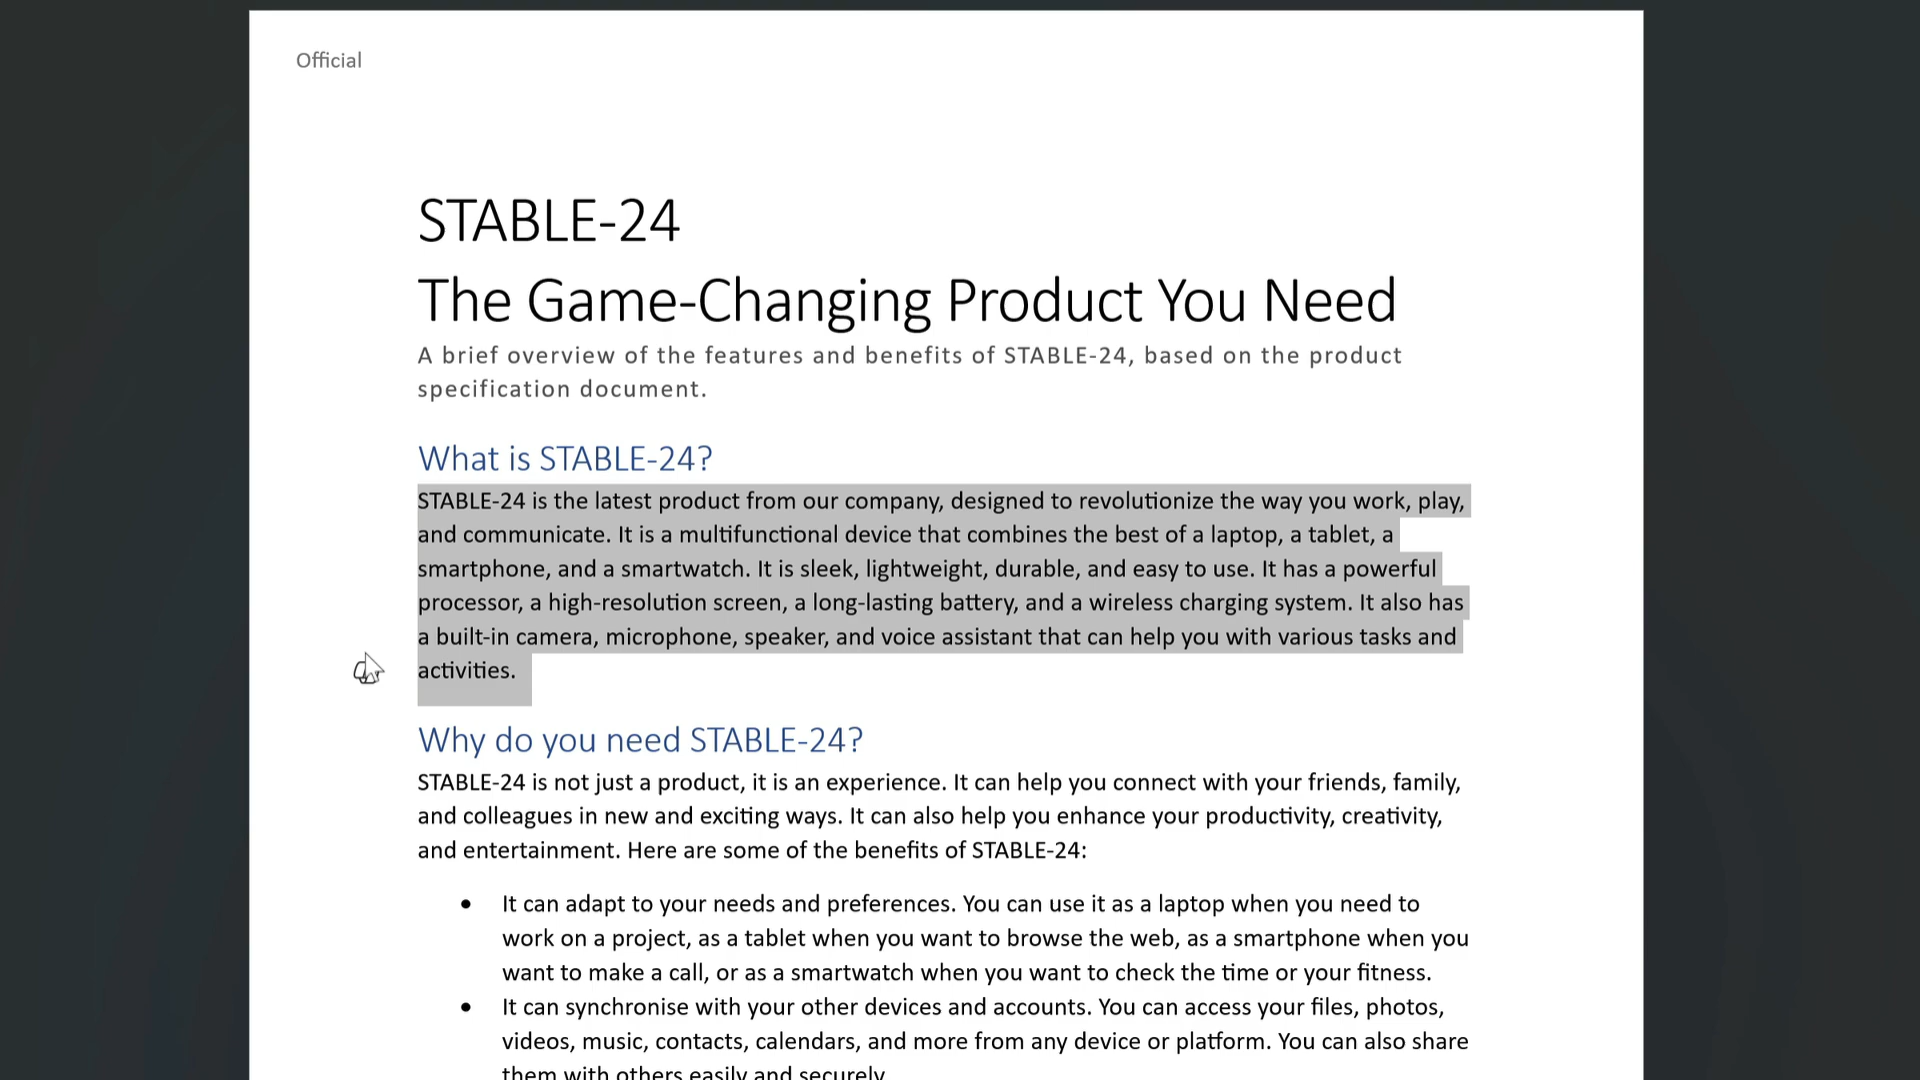 Official
STABLE-24
The Game-Changing Product You Need
A brief overview of the features and benefits of STABLE-24, based on the product
specification document.
What is STABLE-24?
STABLE-24 is the latest product from our company, designed to revolutionize the way you work, play,
and communicate. It is a multifunctional device that combines the best of a laptop, a tablet, a
smartphone, and a smartwatch. It is sleek, lightweight, durable, and easy to use. It has a powerful
processor, a high-resolution screen, a long-lasting battery, and a wireless charging system. It also has
a built-in camera, microphone, speaker, and voice assistant that can help you with various tasks and
activities.
Why do you need STABLE-24?
STABLE-24 is not just a product, it is an experience. It can help you connect with your friends, family,
and colleagues in new and exciting ways. It can also help you enhance your productivity, creativity,
and entertainment. Here are some of the benefits of STABLE-24:
• It can adapt to your needs and preferences. You can use it as a laptop when you need to
work on a project, as a tablet when you want to browse the web, as a smartphone when you
want to make a call, or as a smartwatch when you want to check the time or your fitness.
• It can synchronise with your other devices and accounts. You can access your files, photos,
videos, music, contacts, calendars, and more from any device or platform. You can also share
them with others easily and securely